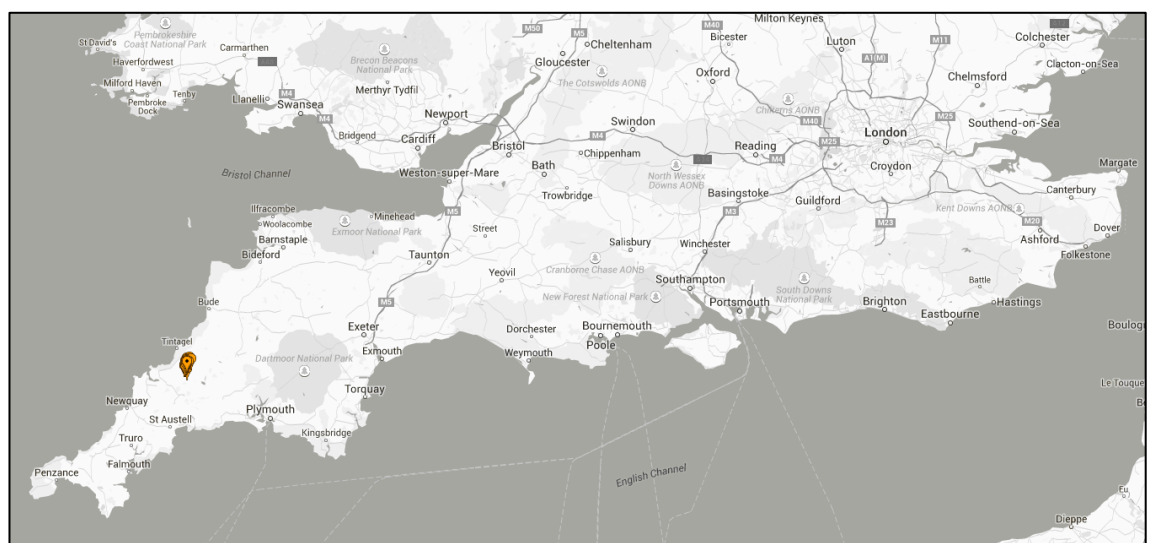 Milton Keynes
Colchester
Pembrokeshire
Coast National Park
St David's
Carmarthen
M50
M5
Cheltenham
M40
Bicester
Luton
M11
Haverfordwest
Brecon Beacons
National Park
Gloucester
A1(M)
Clacton-on-Sea
Milford Haven
Merthyr Tydfil
The Cotswolds AONB
Oxford
Chelmsford
Pembroke
Dock
Tenby
Llanelli
M4
Swansea
Chilterns AONB
M4
Newport
Swindon
M40
London
M25
Southend-on-Sea
Bridgend
Cardiff
Bristol
M4
Chippenham
Reading
M4
M25
Croydon
Bristol Channel
Weston-super-Mare
Bath
North Wessex
Downs AONB
Margate
Trowbridge
Basingstoke
Guildford
Canterbury
Ilfracombe
Woolacombe
Minehead
M5
M3
Kent Downs AONB
M20
Exmoor National Park
Street
M23
Dover
Barnstaple
Bideford
Taunton
Salisbury
Winchester
Ashford
Folkestone
Yeovil
Cranborne Chase AONB
Southampton
South Downs
National Park
Battle
Bude
M5
New Forest National Park
Portsmouth
Brighton
Hastings
Eastbourne
Exeter
Dorchester
Bournemouth
Poole
Boulogn
Tintagel
Dartmoor National Park
Exmouth
Weymouth
Torquay
Le Touque
Newquay
Plymouth
St Austell
Kingsbridge
Truro
Falmouth
Penzance
English Channel
Eu
Dieppe